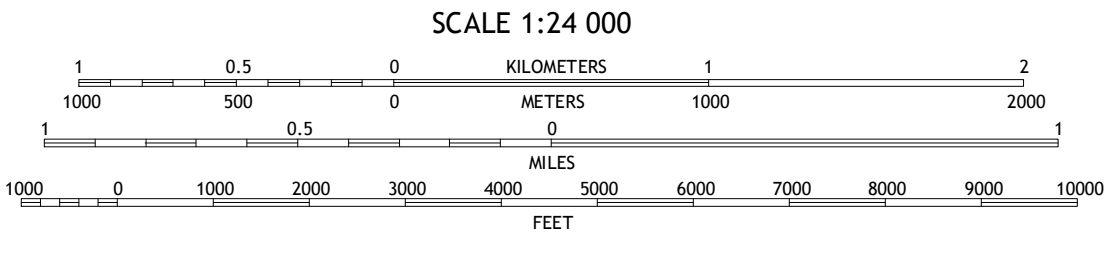 SCALE 1:24 000
1 0.5 0 KILOMETERS 1 2
1000 500 0 METERS 1000 2000
1 0.5 0 1
MILES
1000 0 1000 2000 3000 4000 5000 6000 7000 8000 9000 10000
FEET